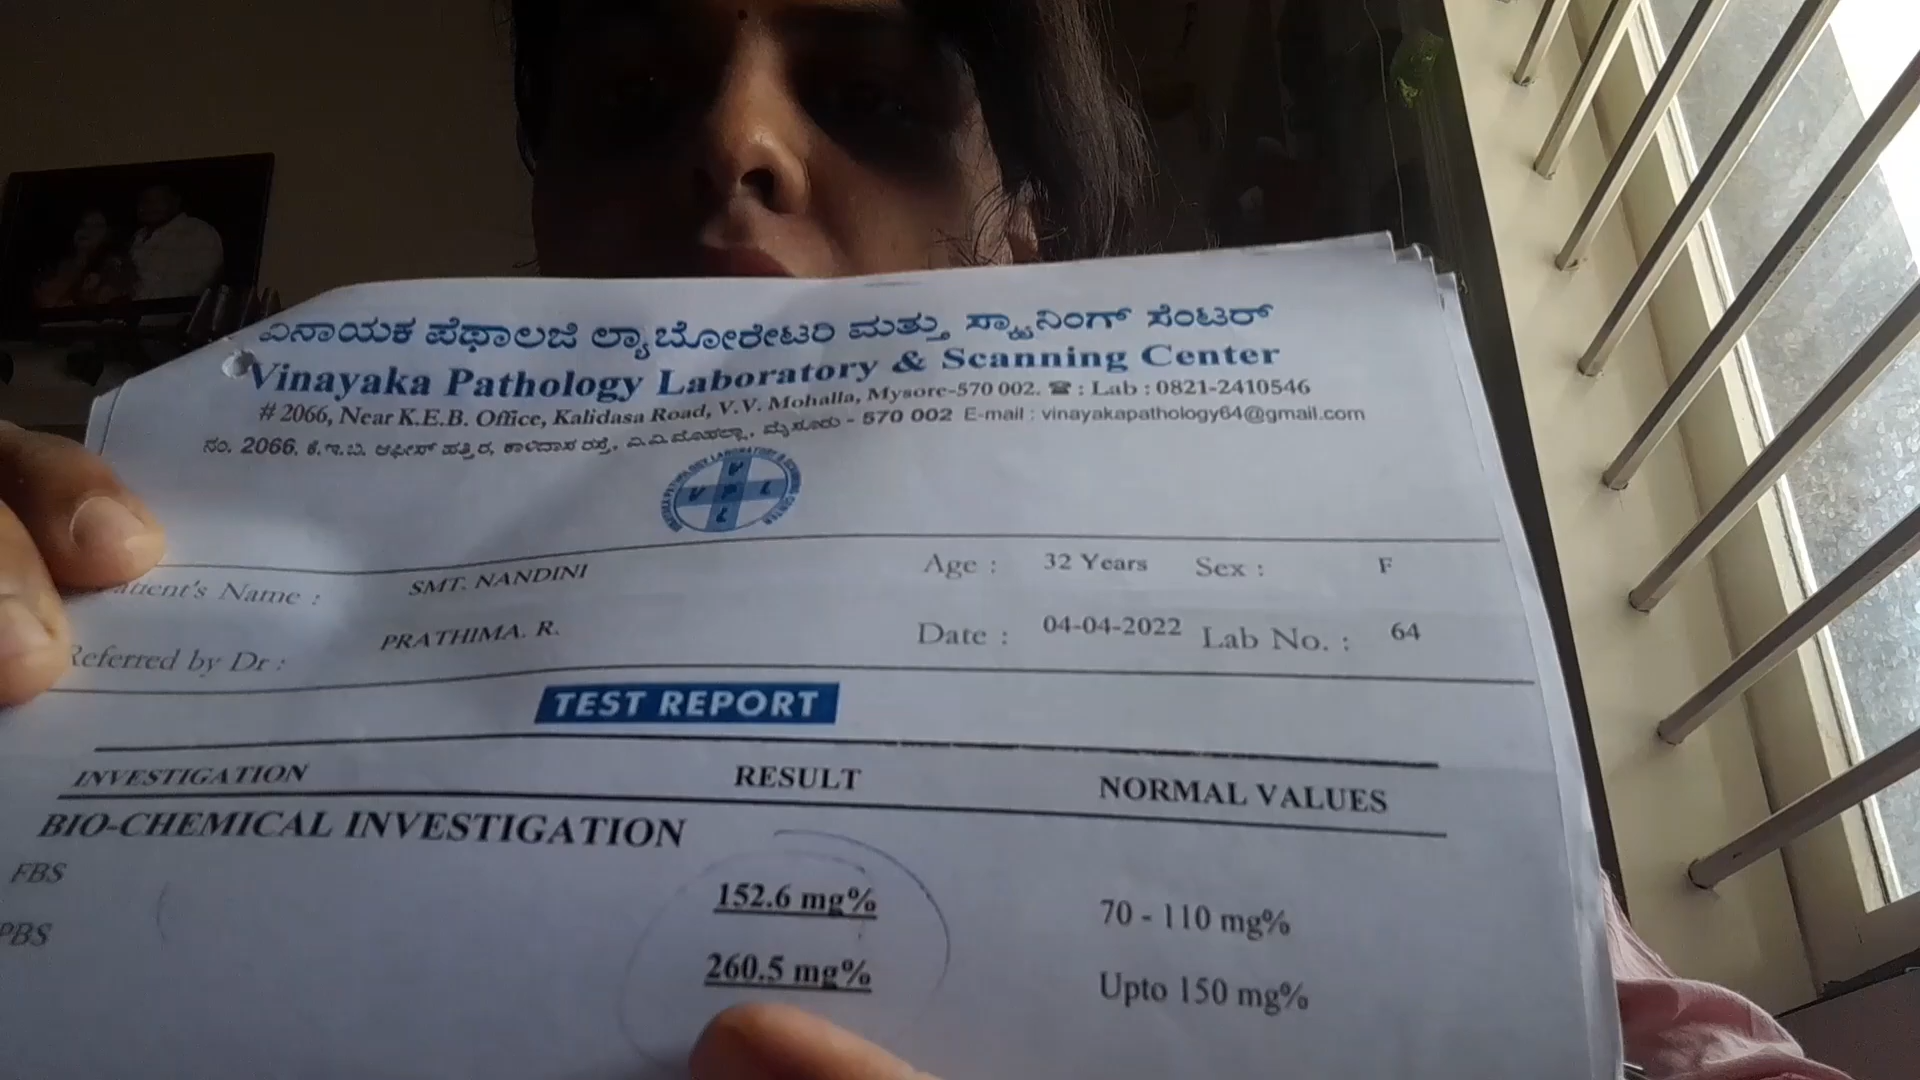 ವಿನಾಯಕ ಪೆಥಾಲಜಿ ಲ್ಯಾಬೋರೇಟರಿ ಮತ್ತು ಸ್ಕ್ಯಾನಿಂಗ್ ಸೆಂಟರ್
Vinayaka Pathology Laboratory & Scanning Center
# 2066, Near K.E.B. Office, Kalidasa Road, V.V. Mohalla, Mysore-570 002. ☎ : Lab : 0821-2410546
ನಂ. 2066, ಕೆ.ಇ.ಬಿ. ಆಫೀಸ್ ಹತ್ತಿರ, ಕಾಳಿದಾಸ ರಸ್ತೆ, ವಿ.ವಿ.ಮೊಹಲ್ಲಾ, ಮೈಸೂರು - 570 002 E-mail : vinayakapathology64@gmail.com
V
V P L
L
Patient's Name : SMT. NANDINI Age : 32 Years Sex : F
Referred by Dr : PRATHIMA. R. Date : 04-04-2022 Lab No. : 64
TEST REPORT
INVESTIGATION RESULT NORMAL VALUES
BIO-CHEMICAL INVESTIGATION
FBS 152.6 mg% 70 - 110 mg%
PBS 260.5 mg% Upto 150 mg%